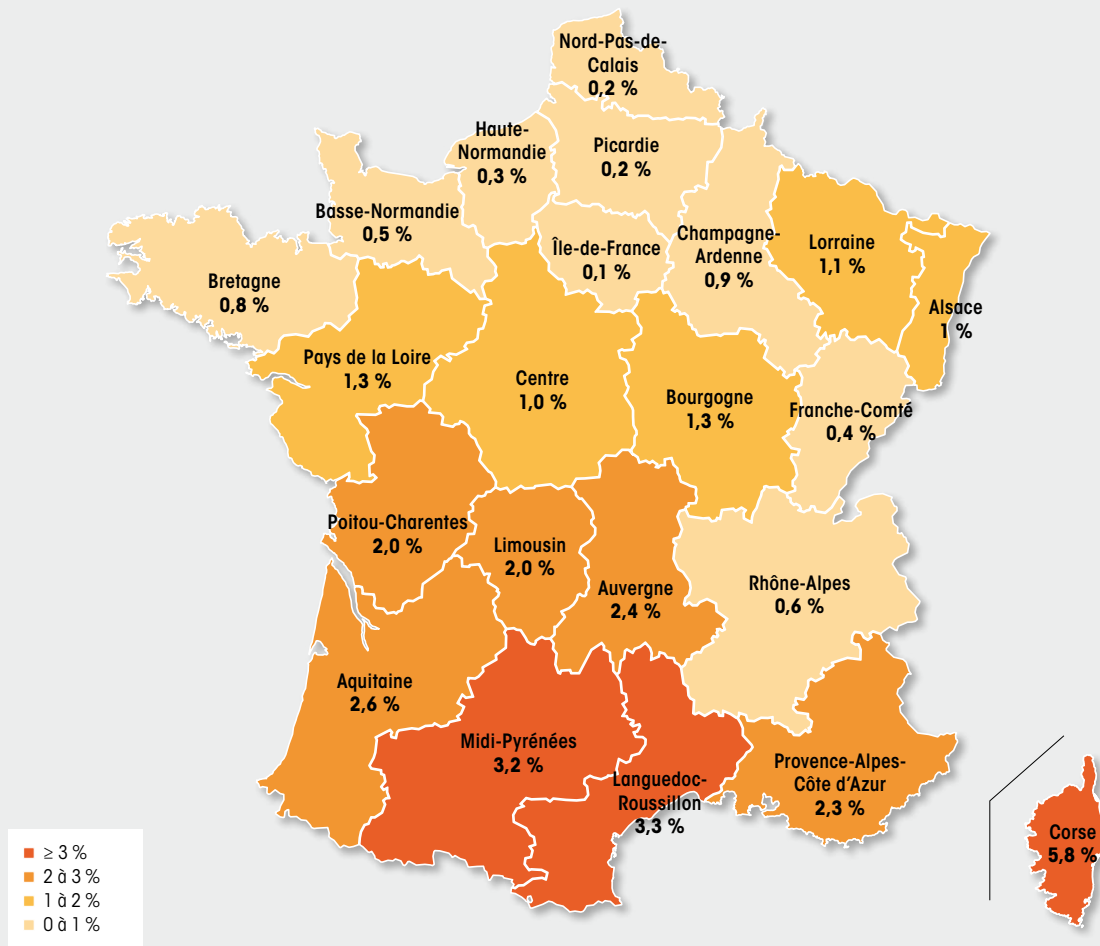 Nord-Pas-de-
Calais
0,2 %
Haute-
Normandie
0,3 %
Picardie
0,2 %
Basse-Normandie
0,5 %
Île-de-France
0,1 %
Champagne-
Ardenne
0,9 %
Lorraine
1,1 %
Alsace
1 %
Bretagne
0,8 %
Pays de la Loire
1,3 %
Centre
1,0 %
Bourgogne
1,3 %
Franche-Comté
0,4 %
Poitou-Charentes
2,0 %
Limousin
2,0 %
Auvergne
2,4 %
Rhône-Alpes
0,6 %
Aquitaine
2,6 %
Midi-Pyrénées
3,2 %
Languedoc-
Roussillon
3,3 %
Provence-Alpes-
Côte d'Azur
2,3 %
Corse
5,8 %
≥ 3 %
2 à 3 %
1 à 2 %
0 à 1 %